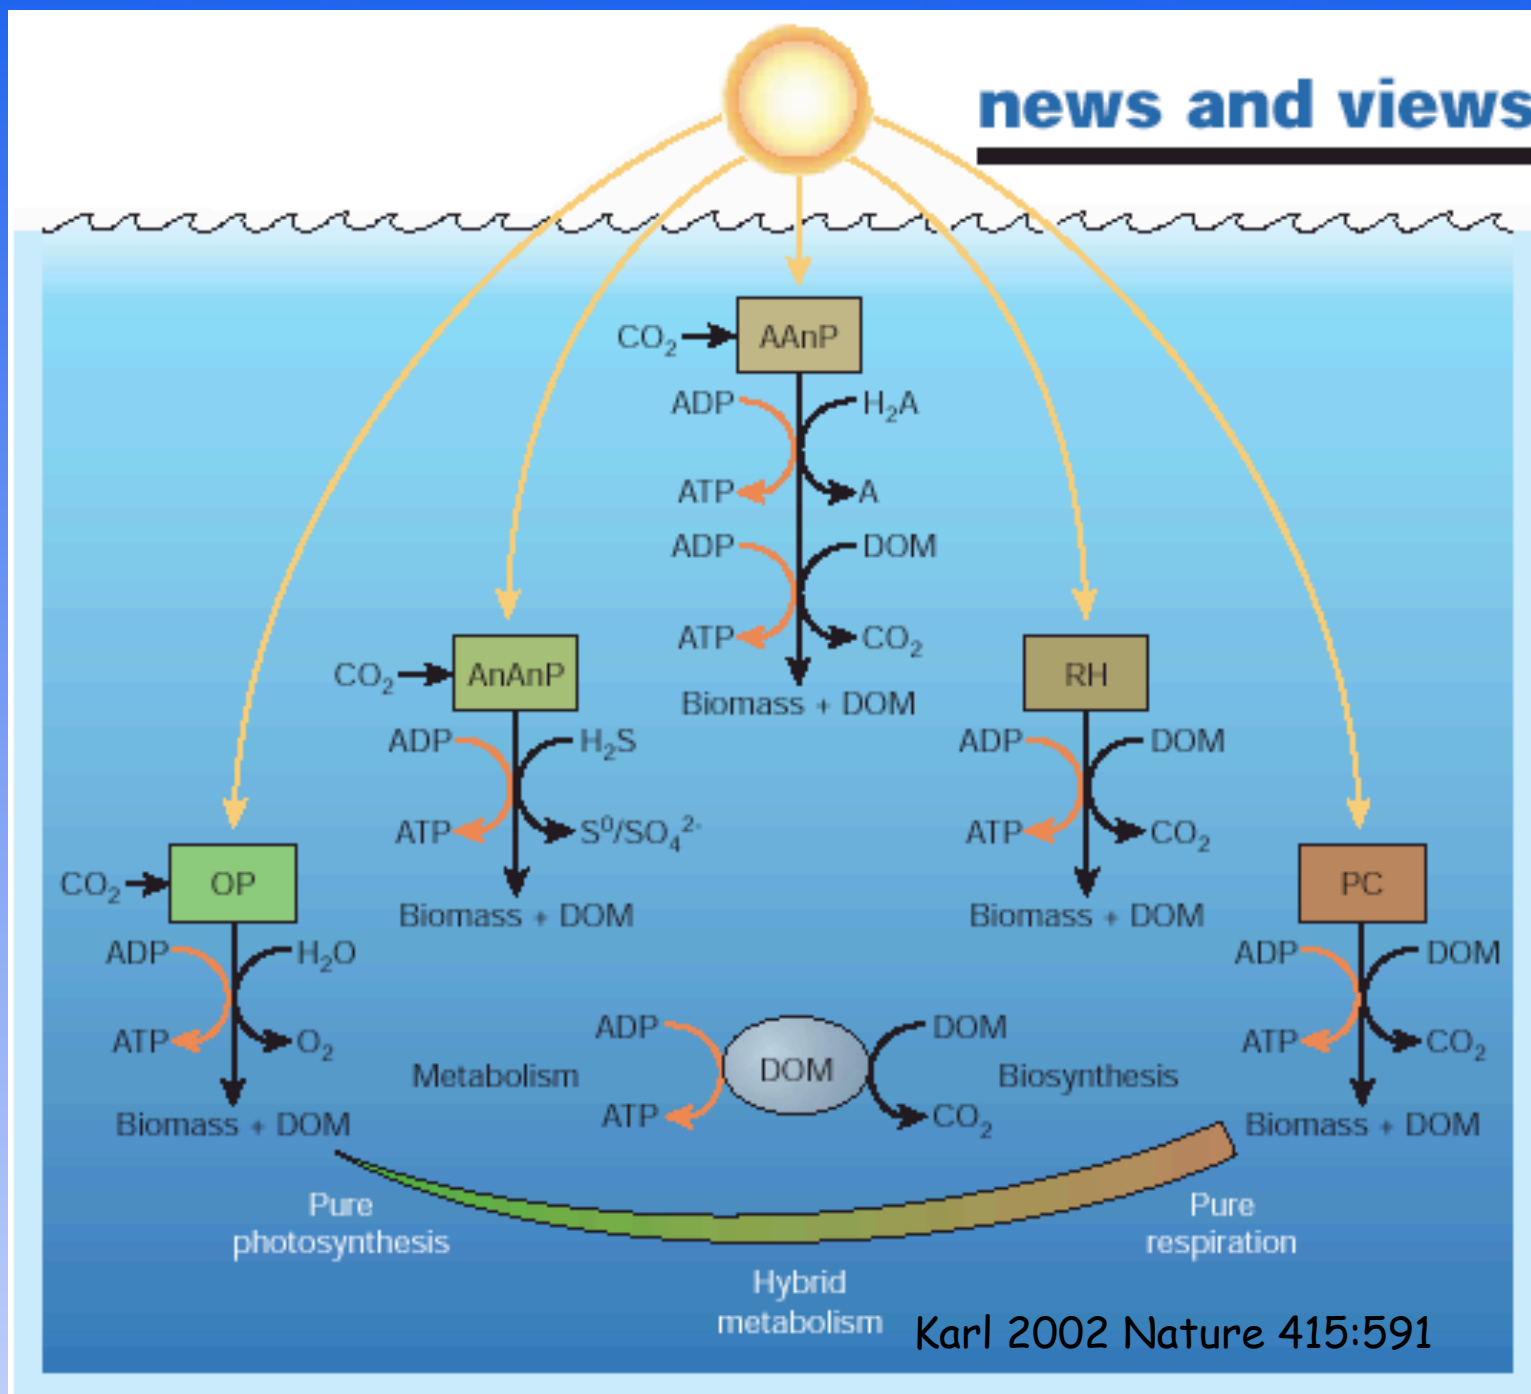 news and views
CO2
AAnP
ADP
H2A
ATP
A
ADP
DOM
ATP
CO2
Biomass + DOM
CO2
AnAnP
ADP
H2S
ATP
S0/SO4 2-
Biomass + DOM
RH
ADP
DOM
ATP
CO2
Biomass + DOM
CO2
OP
ADP
H2O
ATP
O2
Biomass + DOM
PC
ADP
DOM
ATP
CO2
Biomass + DOM
Metabolism
ADP
ATP
DOM
DOM
CO2
Biosynthesis
Pure
photosynthesis
Hybrid
metabolism
Pure
respiration
Karl 2002 Nature 415:591